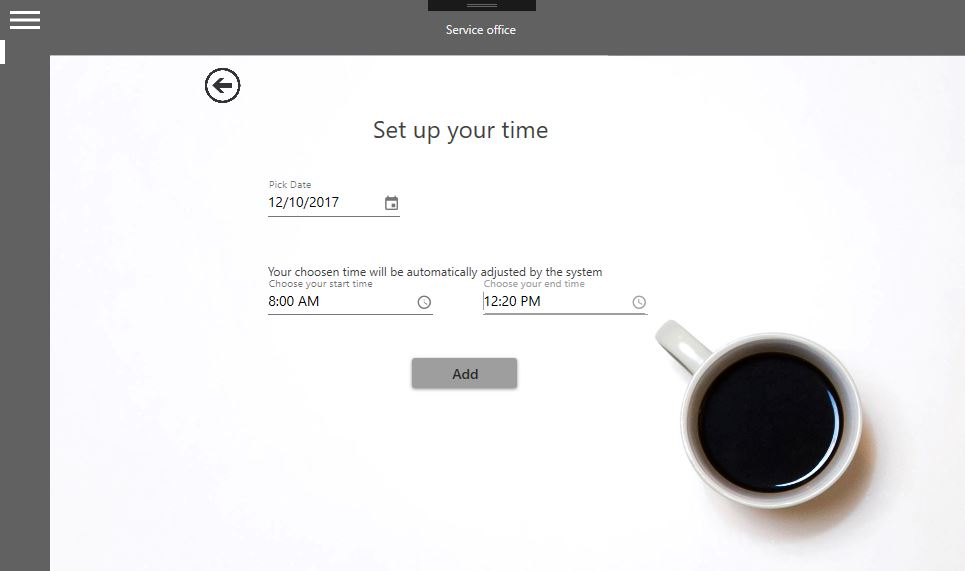 Service office
Set up your time
Pick Date
12/10/2017
Your choosen time will be automatically adjusted by the system
Choose your start time Choose your end time
8:00 AM 12:20 PM
Add